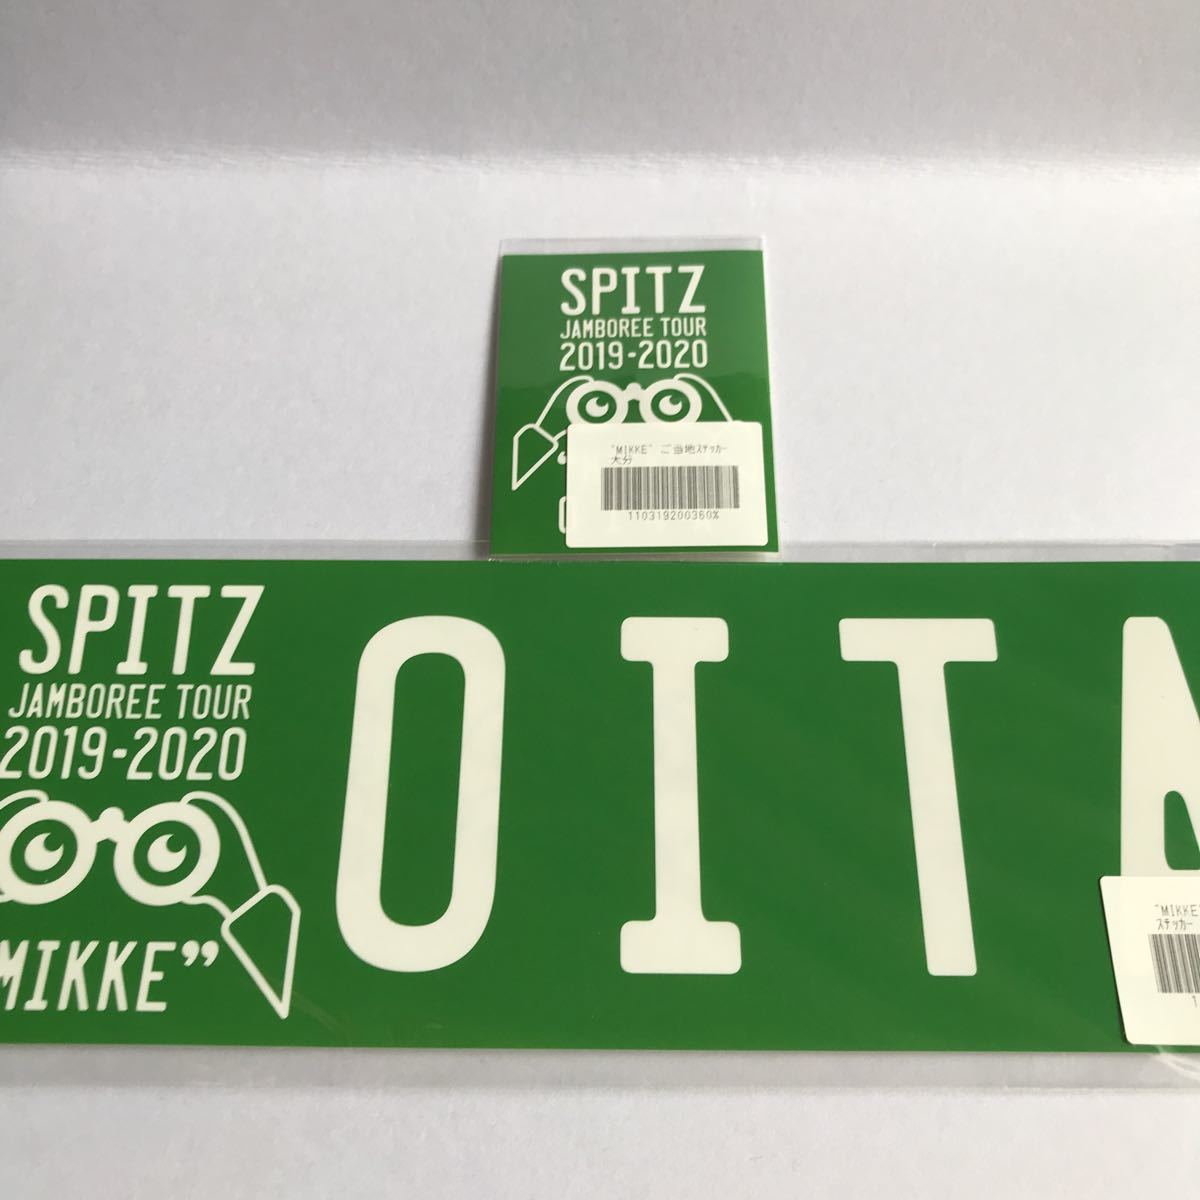 SPITZ
JAMBOREE TOUR
2019-2020
"MIKKE" ご当地ステッカー
大分
110319200360%
SPITZ
JAMBOREE TOUR
2019-2020
MIKKE”
OITA
"MIKKE"
ステッカー
1